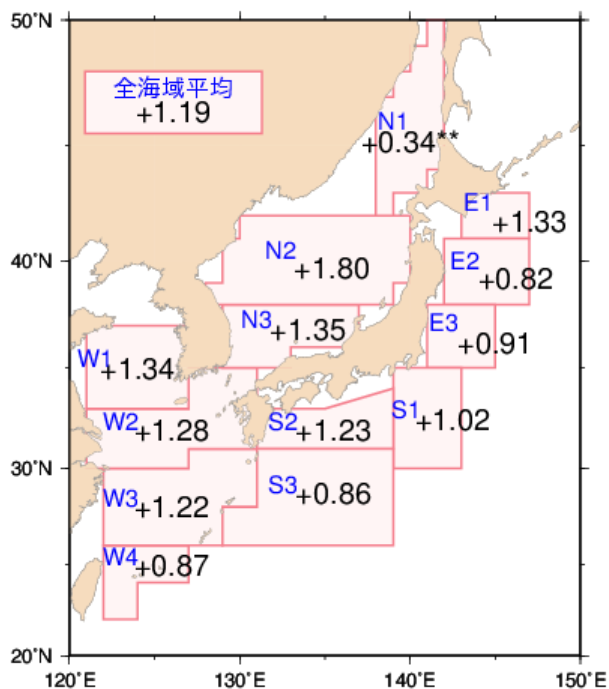 50°N
全海域平均
+1.19
N1
+0.34**
E1
+1.33
N2
+1.80
E2
+0.82
40°N
N3
+1.35
E3
+0.91
W1
+1.34
W2
+1.28
S2
+1.23
S1
+1.02
30°N
W3
+1.22
S3
+0.86
W4
+0.87
20°N
120°E
130°E
140°E
150°E